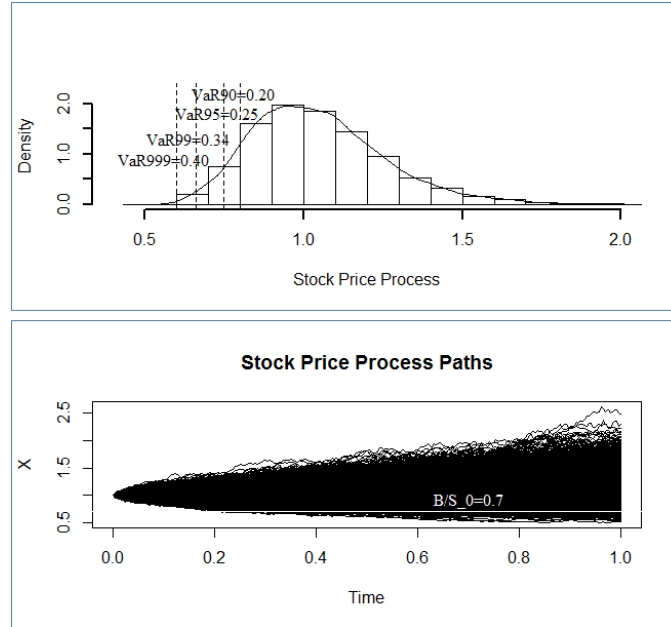 VaR90=0.20
2.0
VaR95=0.25
VaR99=0.34
1.0
VaR999=0.40
0.0
Density
0.5 1.0 1.5 2.0
Stock Price Process
Stock Price Process Paths
2.5
1.5
0.5
X
B/S_0=0.7
0.0 0.2 0.4 0.6 0.8 1.0
Time